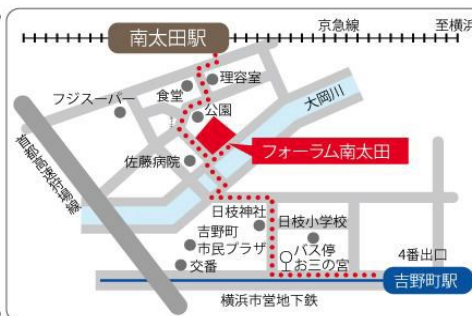 京急線
至横浜
南太田駅
理容室
食堂
フジスーパー
公園
大岡川
フォーラム南太田
佐藤病院
首都高速狩場線
日枝神社
日枝小学校
吉野町
市民プラザ
バス停
お三の宮
4番出口
交番
吉野町駅
横浜市営地下鉄